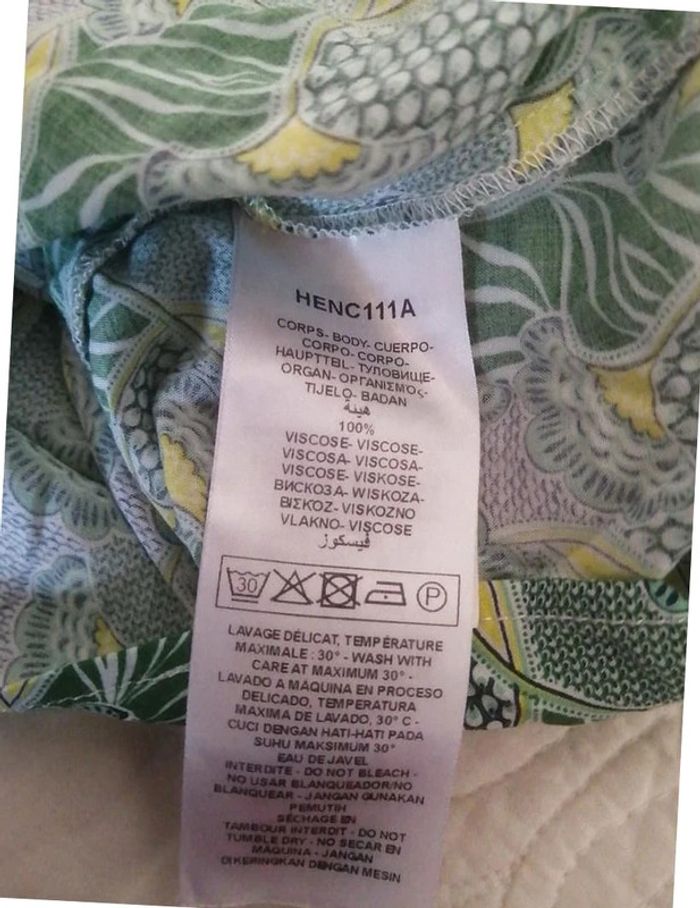 HENC111A
CORPS- BODY- CUERPO-
CORPO- CORPO-
HAUPTTEIL- ТУЛОВИЩЕ-
ORGAN- ΟΡΓΑΝΙΣΜΟς-
TIJELO- BADAN
هيئة
100%
VISCOSE- VISCOSE-
VISCOSA- VISCOSA-
VISCOSE- VISKOSE-
ВИСКОЗА- WISKOZA-
ΒΙΣΚΟΖ- VISKOZNO
VLAKNO- VISCOSE
فيسكوز
30
P
LAVAGE DÉLICAT, TEMPÉRATURE
MAXIMALE : 30° - WASH WITH
CARE AT MAXIMUM 30° -
LAVADO A MAQUINA EN PROCESO
DELICADO, TEMPERATURA
MAXIMA DE LAVADO, 30° C -
CUCI DENGAN HATI-HATI PADA
SUHU MAKSIMUM 30°
EAU DE JAVEL
INTERDITE - DO NOT BLEACH -
NO USAR BLANQUEADOR/NO
BLANQUEAR - JANGAN GUNAKAN
PEMUTIH
SÉCHAGE EN
TAMBOUR INTERDIT - DO NOT
TUMBLE DRY - NO SECAR EN
MAQUINA - JANGAN
DIKERINGKAN DENGAN MESIN